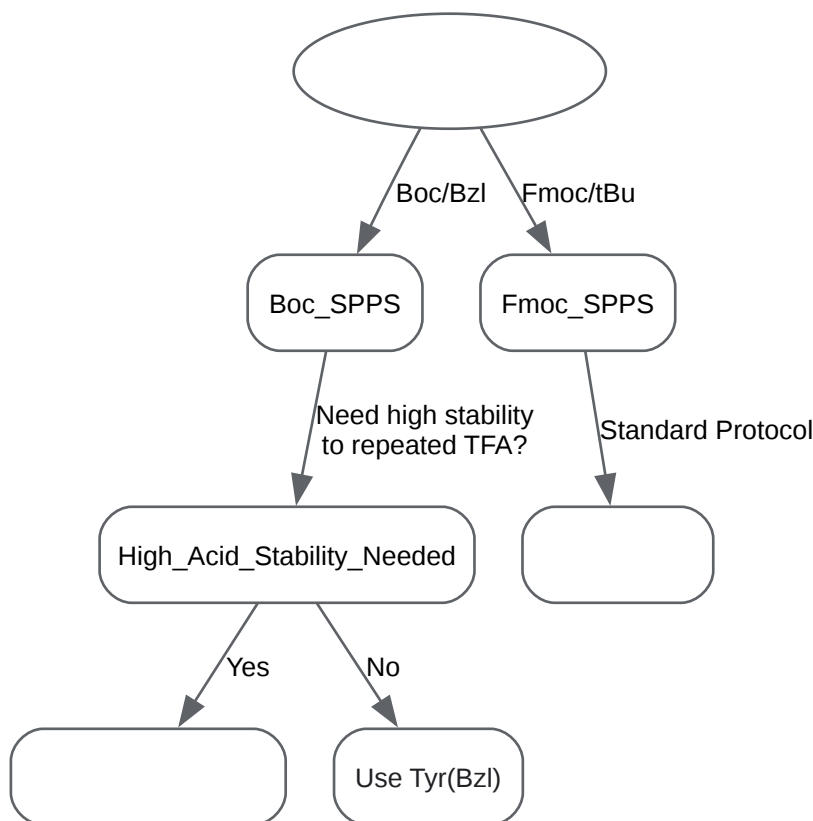 Boc/Bzl
Fmoc/tBu
Boc_SPPS
Fmoc_SPPS
Need high stability
to repeated TFA?
Standard Protocol
High_Acid_Stability_Needed
Yes
No
Use Tyr(Bzl)